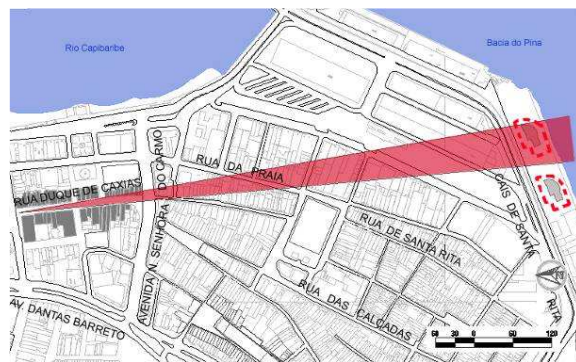 Rio Capibaribe
Bacia do Pina
RUA DUQUE DE CAXIAS
AVENIDA N. SENHORA DO CARMO
RUA DA PRAIA
CAIS DE SANTA RITA
RUA DE SANTA RITA
RUA DAS CALÇADAS
AV. DANTAS BARRETO
60 30 0 60 120